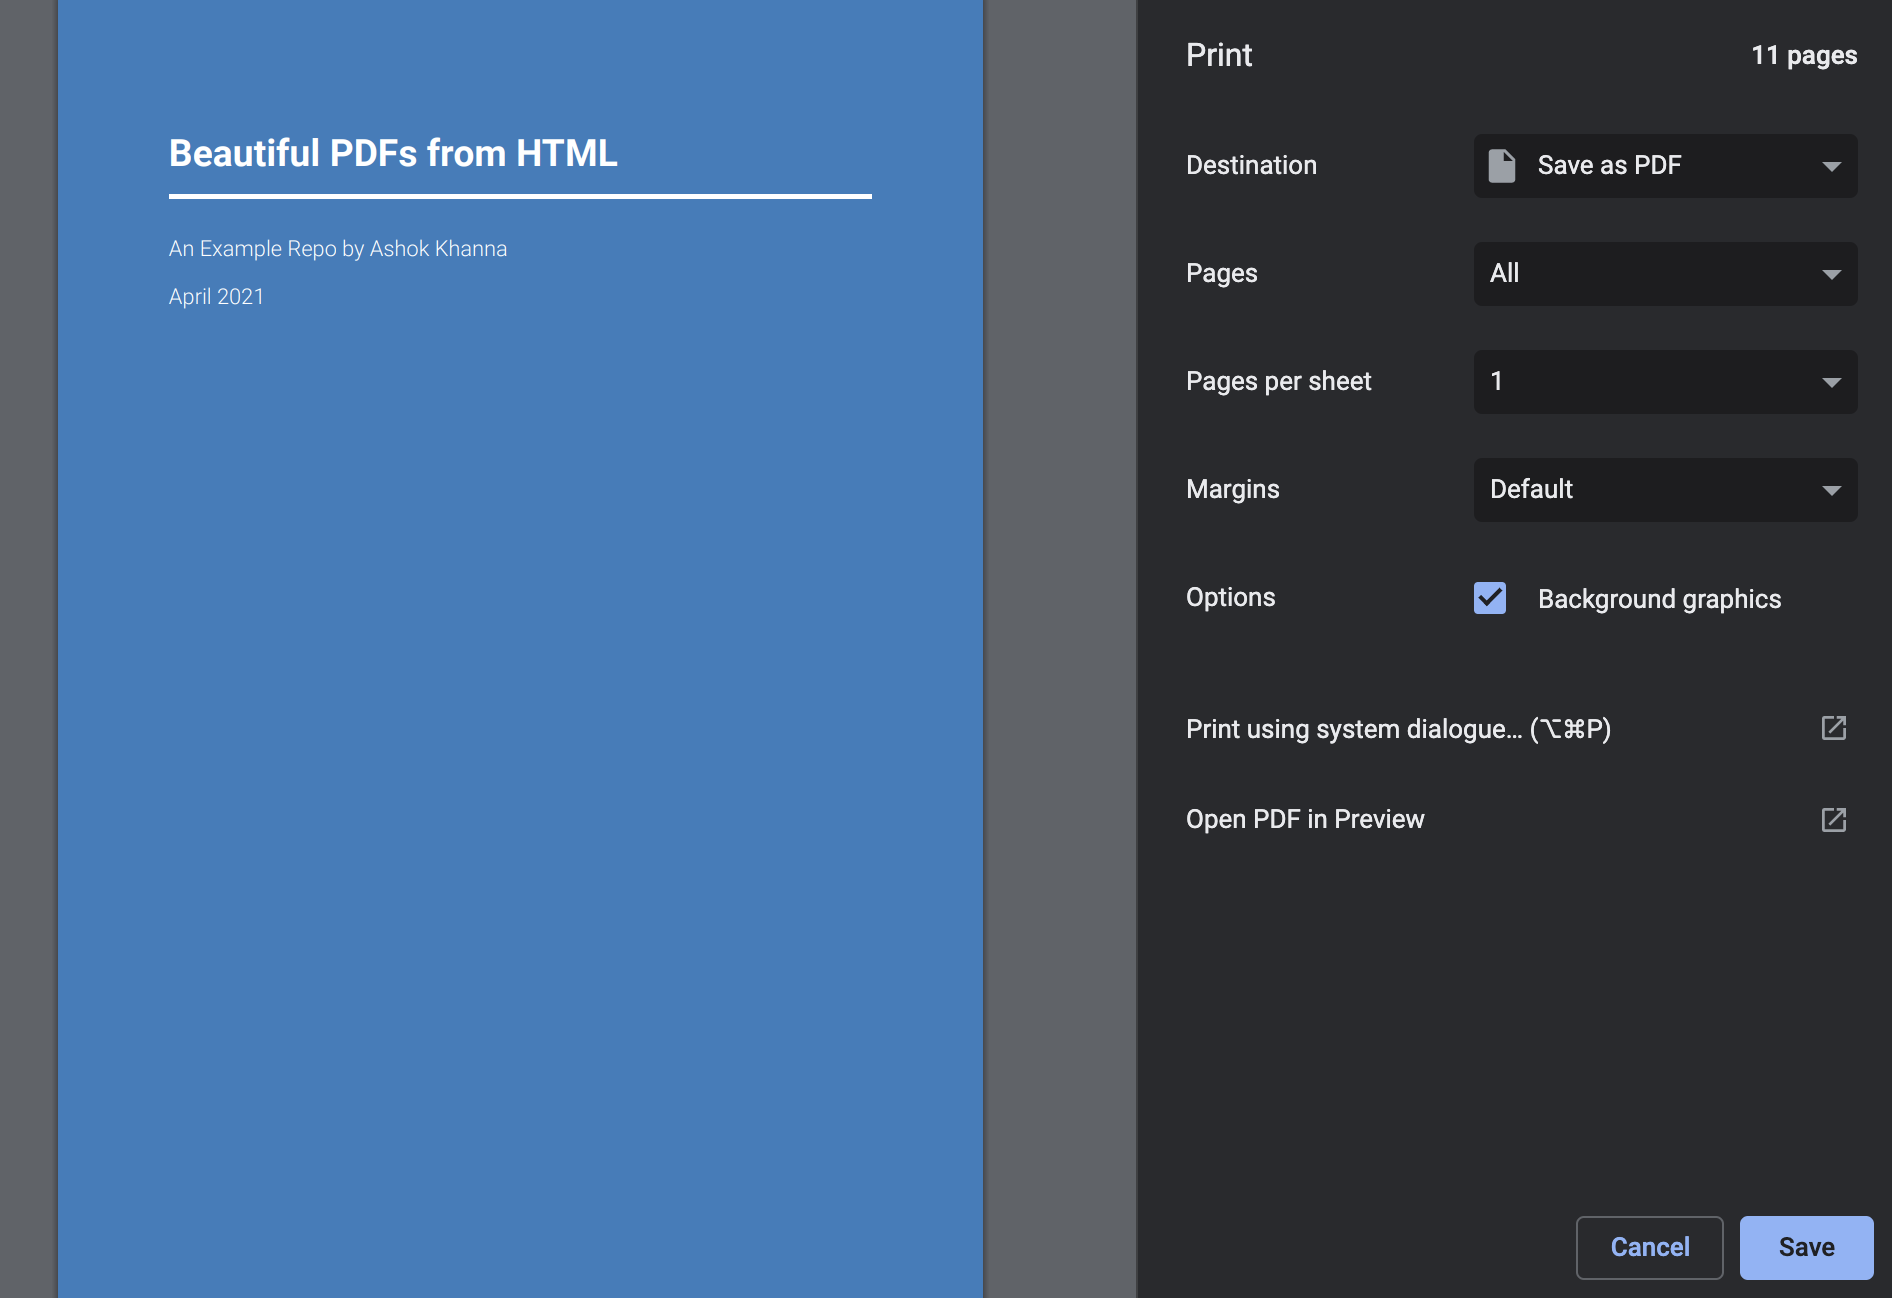 Beautiful PDFs from HTML
An Example Repo by Ashok Khanna
April 2021
Print
11 pages
Destination
Save as PDF
Pages
All
Pages per sheet
1
Margins
Default
Options
Background graphics
Print using system dialogue... (⌥⌘P)
Open PDF in Preview
Cancel
Save